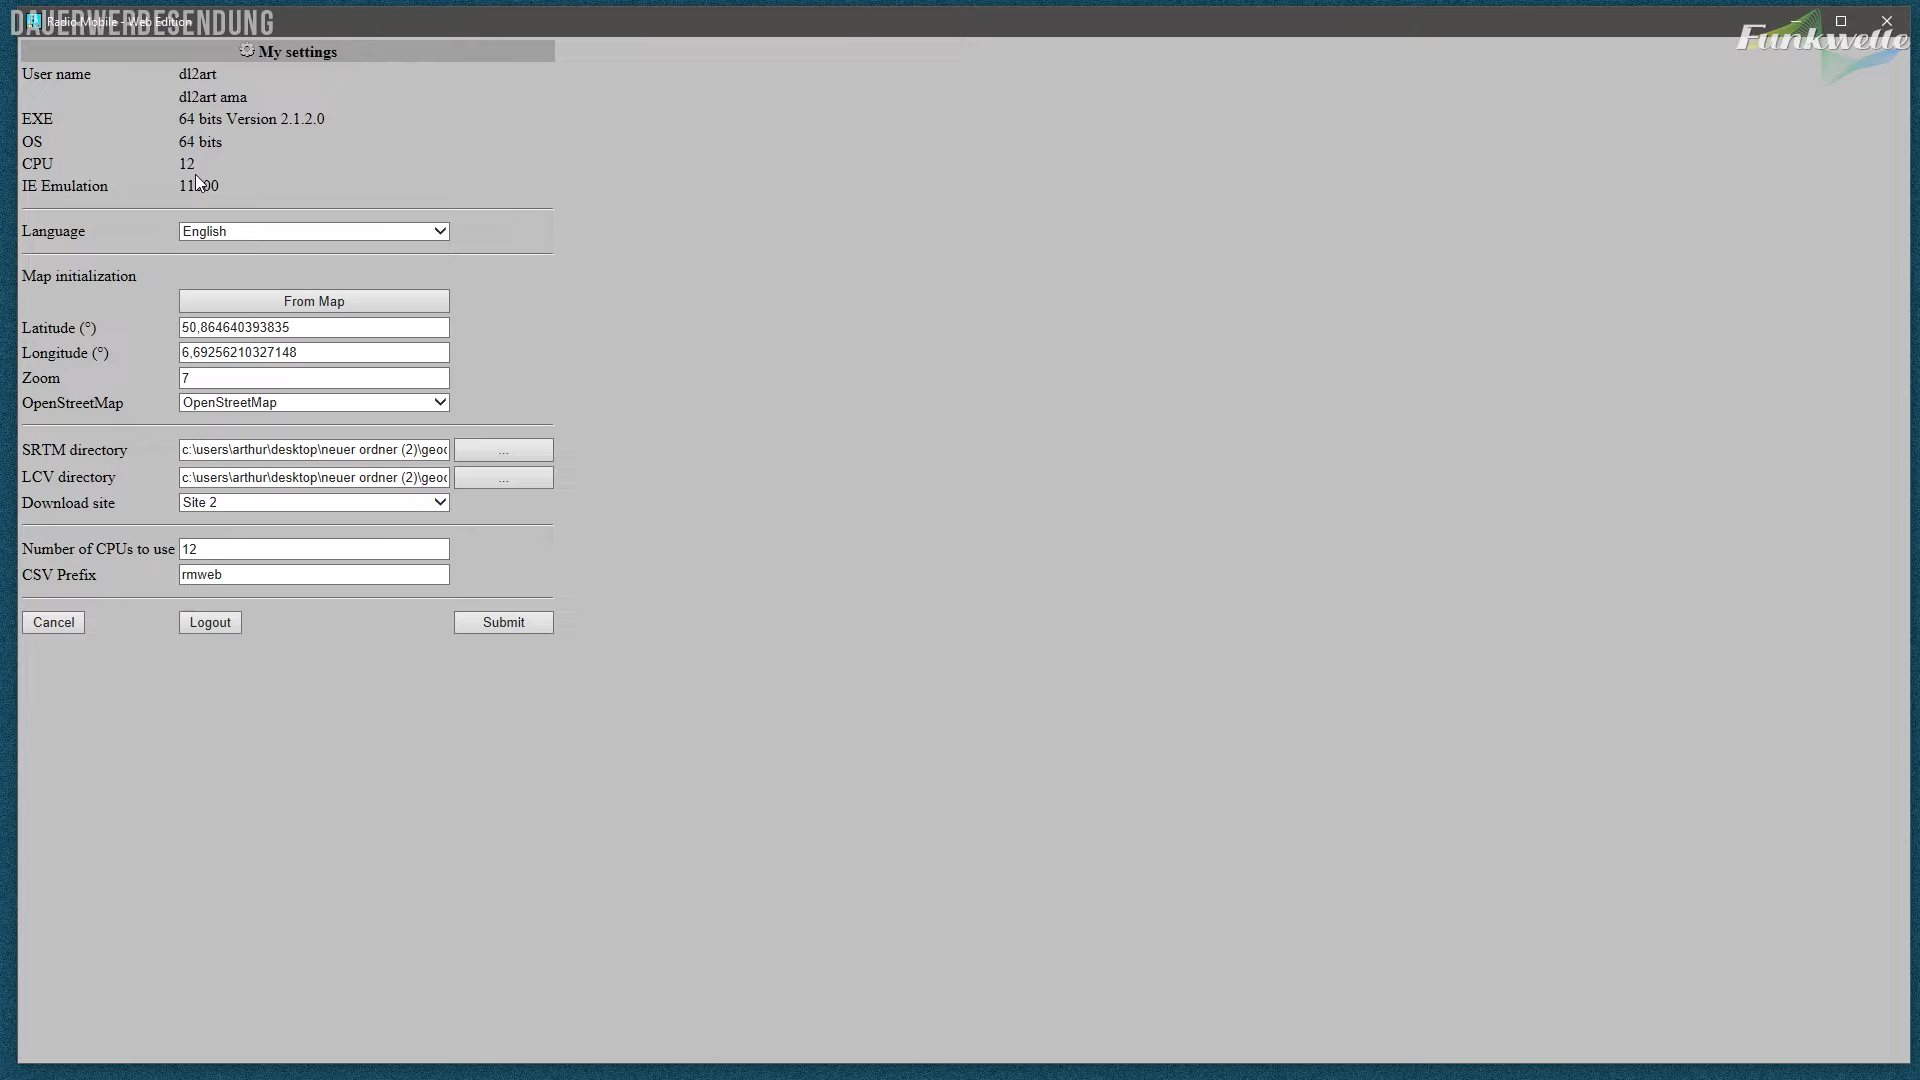 DAUERWERBESENDUNG
Radio Mobile - Web Edition
Funkwelle
My settings
User name dl2art
dl2art ama
EXE 64 bits Version 2.1.2.0
OS 64 bits
CPU 12
IE Emulation
Language English
Map initialization
From Map
Latitude (°) 50,864640393835
Longitude (°) 6,69256210327148
Zoom 7
OpenStreetMap OpenStreetMap
SRTM directory c:\users\arthur\desktop\neuer ordner (2)\geod ...
LCV directory c:\users\arthur\desktop\neuer ordner (2)\geod ...
Download site Site 2
Number of CPUs to use 12
CSV Prefix rmweb
Cancel Logout Submit